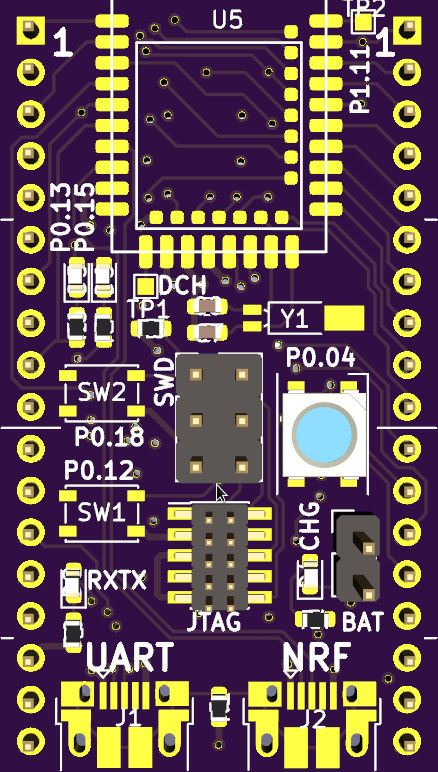 U5
TP2
1
1
P1.11
P0.13
P0.15
DCH
TP1
Y1
SWD
P0.04
SW2
P0.18
P0.12
SW1
CHG
RXTX
JTAG
BAT
UART
NRF
J1
J2